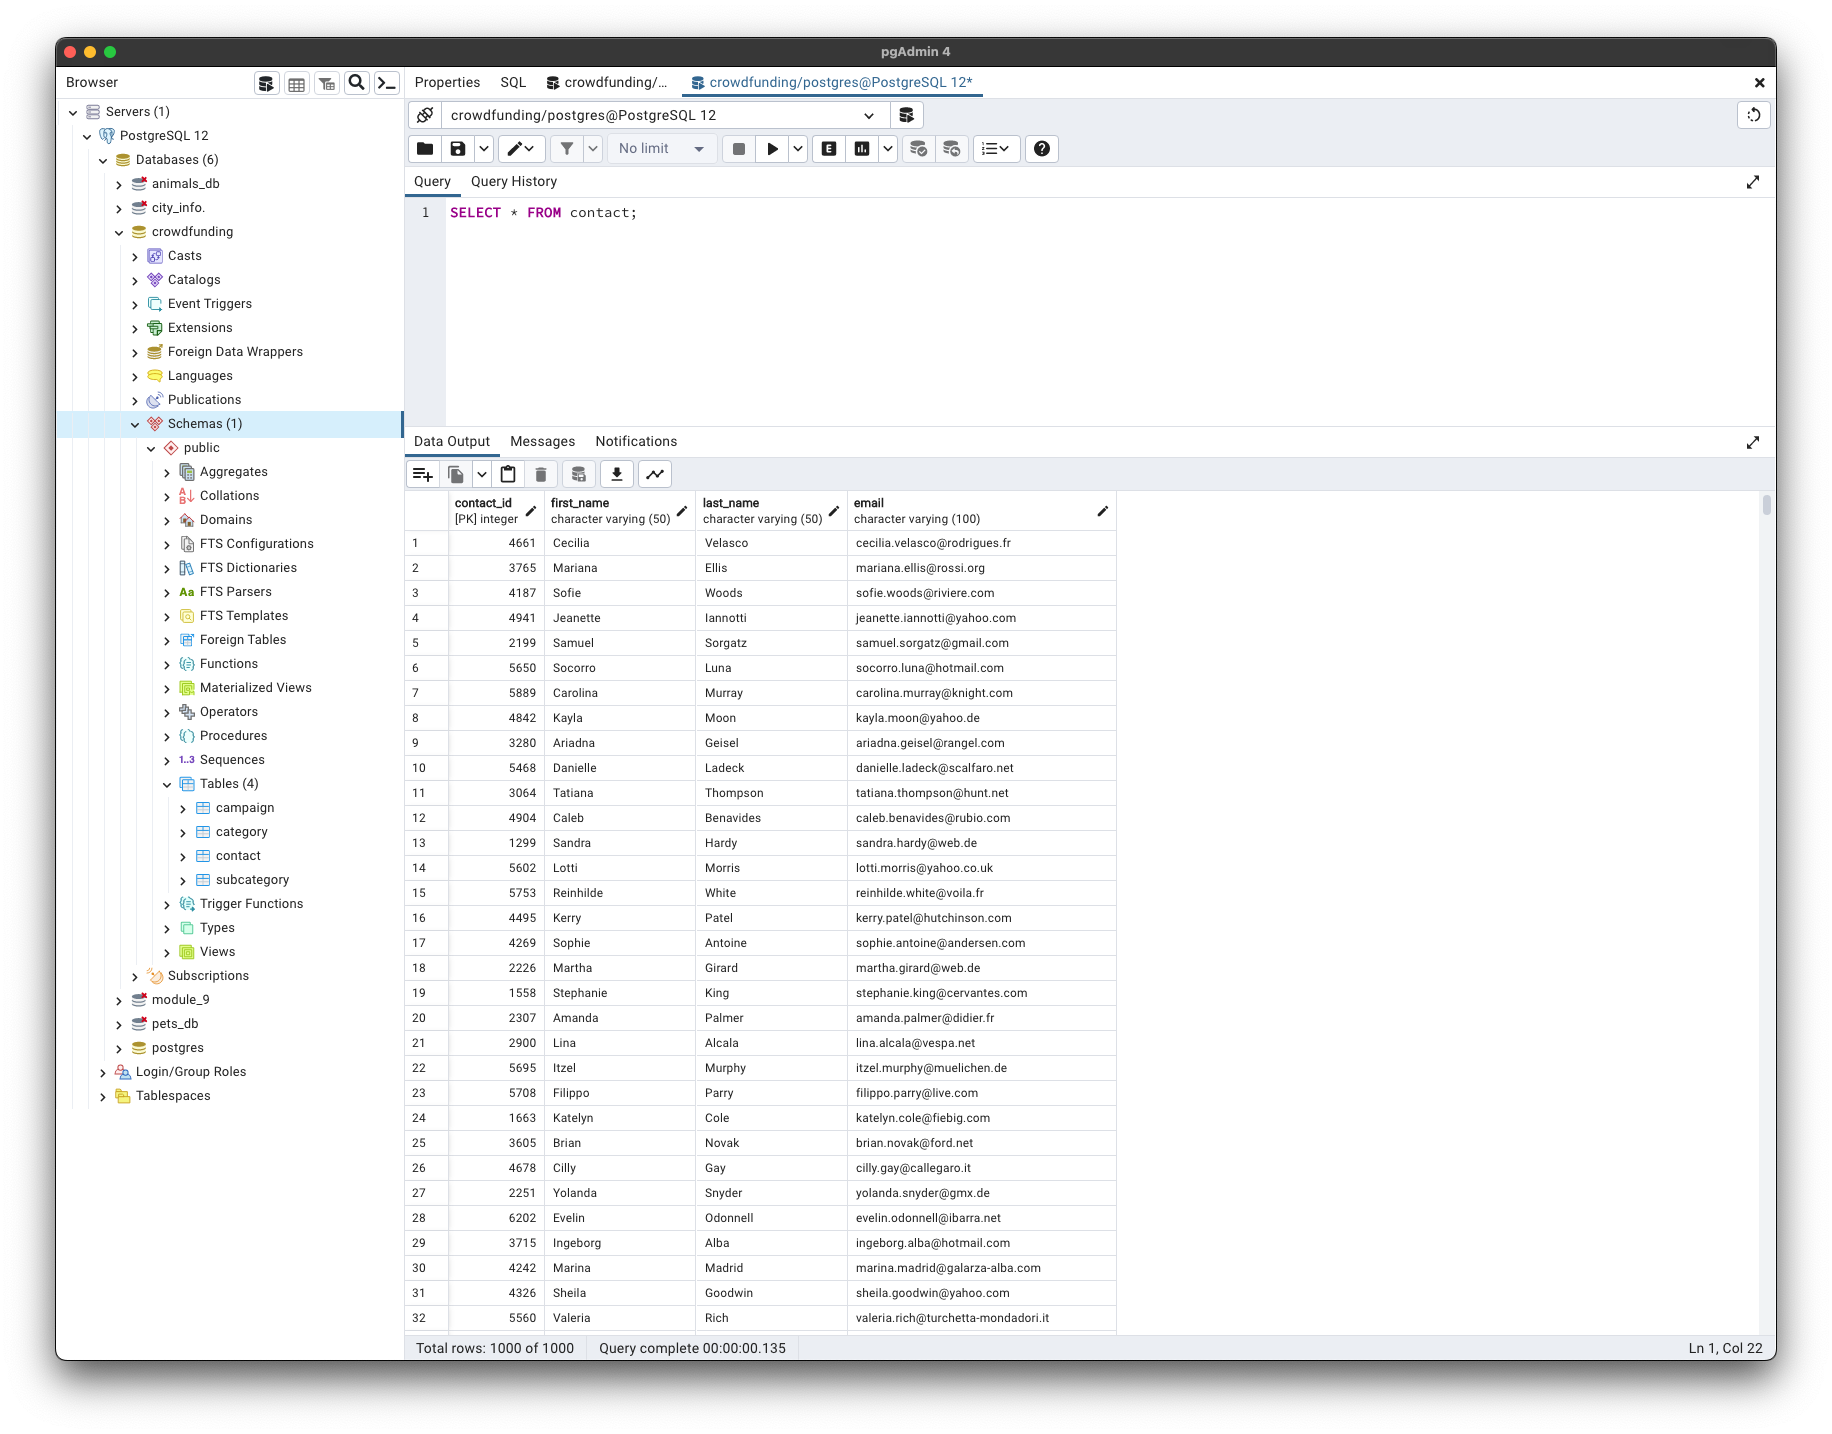 pgAdmin 4
Browser
Properties SQL crowdfunding/... crowdfunding/postgres@PostgreSQL 12*
Servers (1)
PostgreSQL 12
Databases (6)
animals_db
city_info.
crowdfunding
Casts
Catalogs
Event Triggers
Extensions
Foreign Data Wrappers
Languages
Publications
Schemas (1)
public
Aggregates
Collations
Domains
FTS Configurations
FTS Dictionaries
Aa FTS Parsers
FTS Templates
Foreign Tables
Functions
Materialized Views
Operators
Procedures
1..3 Sequences
Tables (4)
campaign
category
contact
subcategory
Trigger Functions
Types
Views
Subscriptions
module_9
pets_db
postgres
Login/Group Roles
Tablespaces
crowdfunding/postgres@PostgreSQL 12
No limit E
Query Query History
1 SELECT * FROM contact;
Data Output Messages Notifications
contact_id first_name last_name email
[PK] integer character varying (50) character varying (50) character varying (100)
1 4661 Cecilia Velasco cecilia.velasco@rodrigues.fr
2 3765 Mariana Ellis mariana.ellis@rossi.org
3 4187 Sofie Woods sofie.woods@riviere.com
4 4941 Jeanette Iannotti jeanette.iannotti@yahoo.com
5 2199 Samuel Sorgatz samuel.sorgatz@gmail.com
6 5650 Socorro Luna socorro.luna@hotmail.com
7 5889 Carolina Murray carolina.murray@knight.com
8 4842 Kayla Moon kayla.moon@yahoo.de
9 3280 Ariadna Geisel ariadna.geisel@rangel.com
10 5468 Danielle Ladeck danielle.ladeck@scalfaro.net
11 3064 Tatiana Thompson tatiana.thompson@hunt.net
12 4904 Caleb Benavides caleb.benavides@rubio.com
13 1299 Sandra Hardy sandra.hardy@web.de
14 5602 Lotti Morris lotti.morris@yahoo.co.uk
15 5753 Reinhilde White reinhilde.white@voila.fr
16 4495 Kerry Patel kerry.patel@hutchinson.com
17 4269 Sophie Antoine sophie.antoine@andersen.com
18 2226 Martha Girard martha.girard@web.de
19 1558 Stephanie King stephanie.king@cervantes.com
20 2307 Amanda Palmer amanda.palmer@didier.fr
21 2900 Lina Alcala lina.alcala@vespa.net
22 5695 Itzel Murphy itzel.murphy@muelichen.de
23 5708 Filippo Parry filippo.parry@live.com
24 1663 Katelyn Cole katelyn.cole@fiebig.com
25 3605 Brian Novak brian.novak@ford.net
26 4678 Cilly Gay cilly.gay@callegaro.it
27 2251 Yolanda Snyder yolanda.snyder@gmx.de
28 6202 Evelin Odonnell evelin.odonnell@ibarra.net
29 3715 Ingeborg Alba ingeborg.alba@hotmail.com
30 4242 Marina Madrid marina.madrid@galarza-alba.com
31 4326 Sheila Goodwin sheila.goodwin@yahoo.com
32 5560 Valeria Rich valeria.rich@turchetta-mondadori.it
Total rows: 1000 of 1000 Query complete 00:00:00.135 Ln 1, Col 22